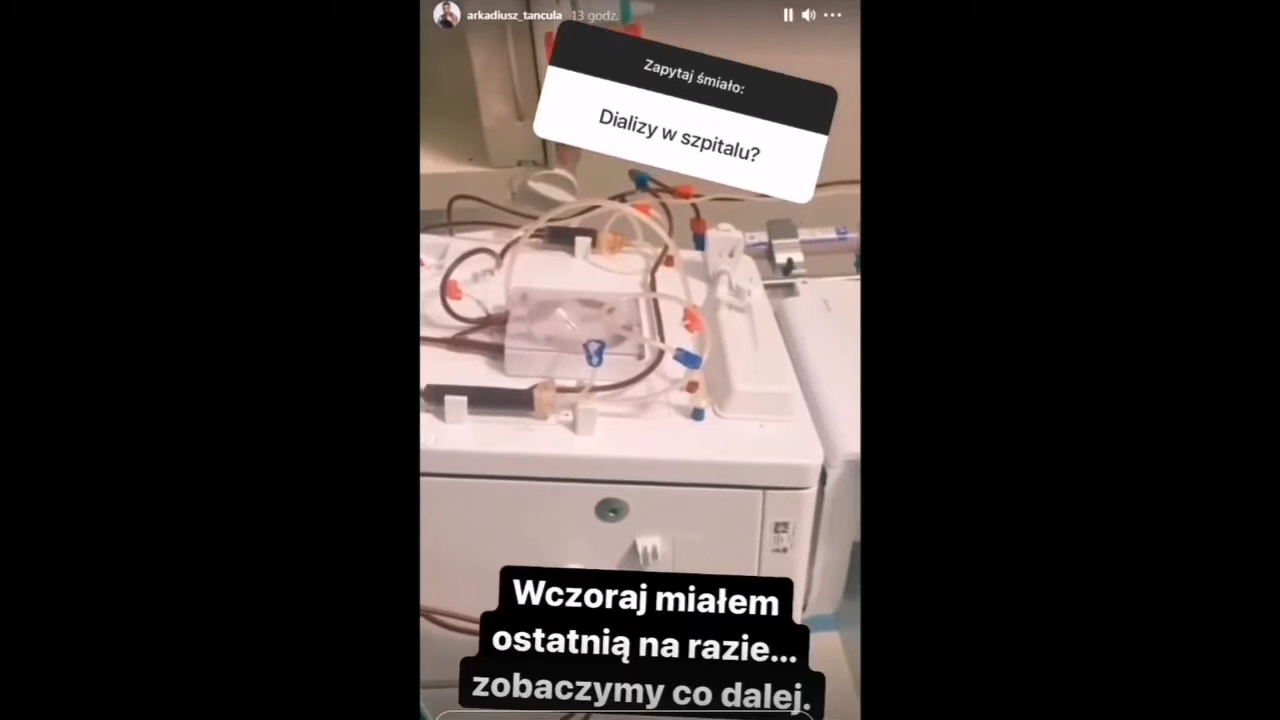 arkadiusz_tancula 13 godz.
Zapytaj śmiało:
Dializy w szpitalu?
Wczoraj miałem
ostatnią na razie...
zobaczymy co dalej.